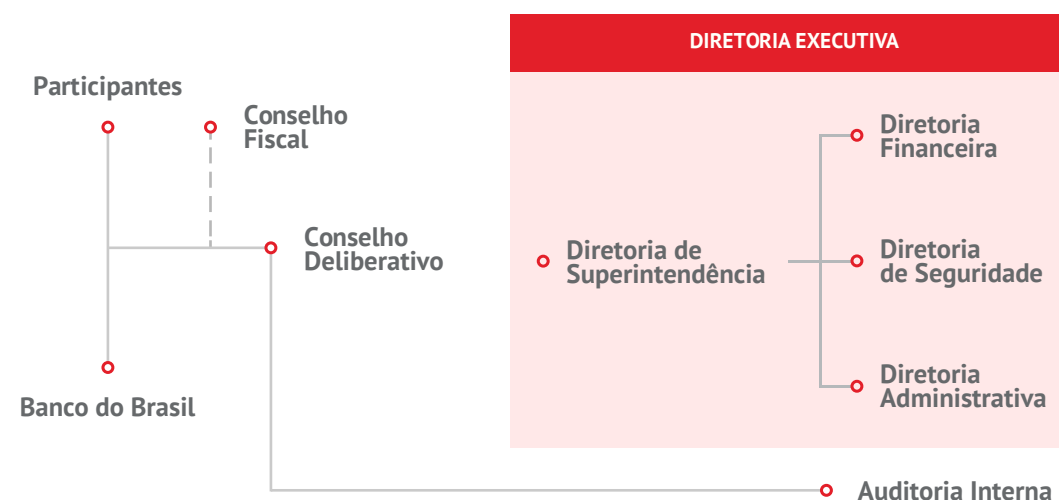 DIRETORIA EXECUTIVA
Participantes
Conselho
Fiscal
Conselho
Deliberativo
Banco do Brasil
Diretoria de
Superintendência
Diretoria
Financeira
Diretoria
de Seguridade
Diretoria
Administrativa
Auditoria Interna